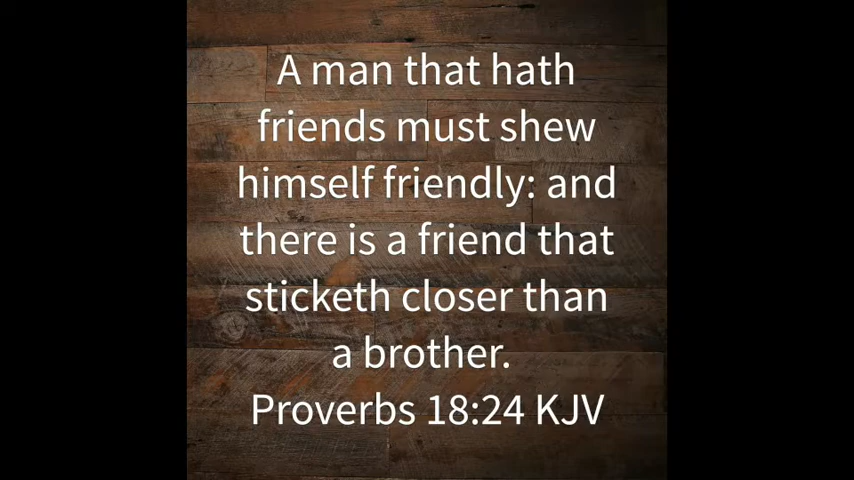 A man that hath
friends must shew
himself friendly: and
there is a friend that
sticketh closer than
a brother.
Proverbs 18:24 KJV